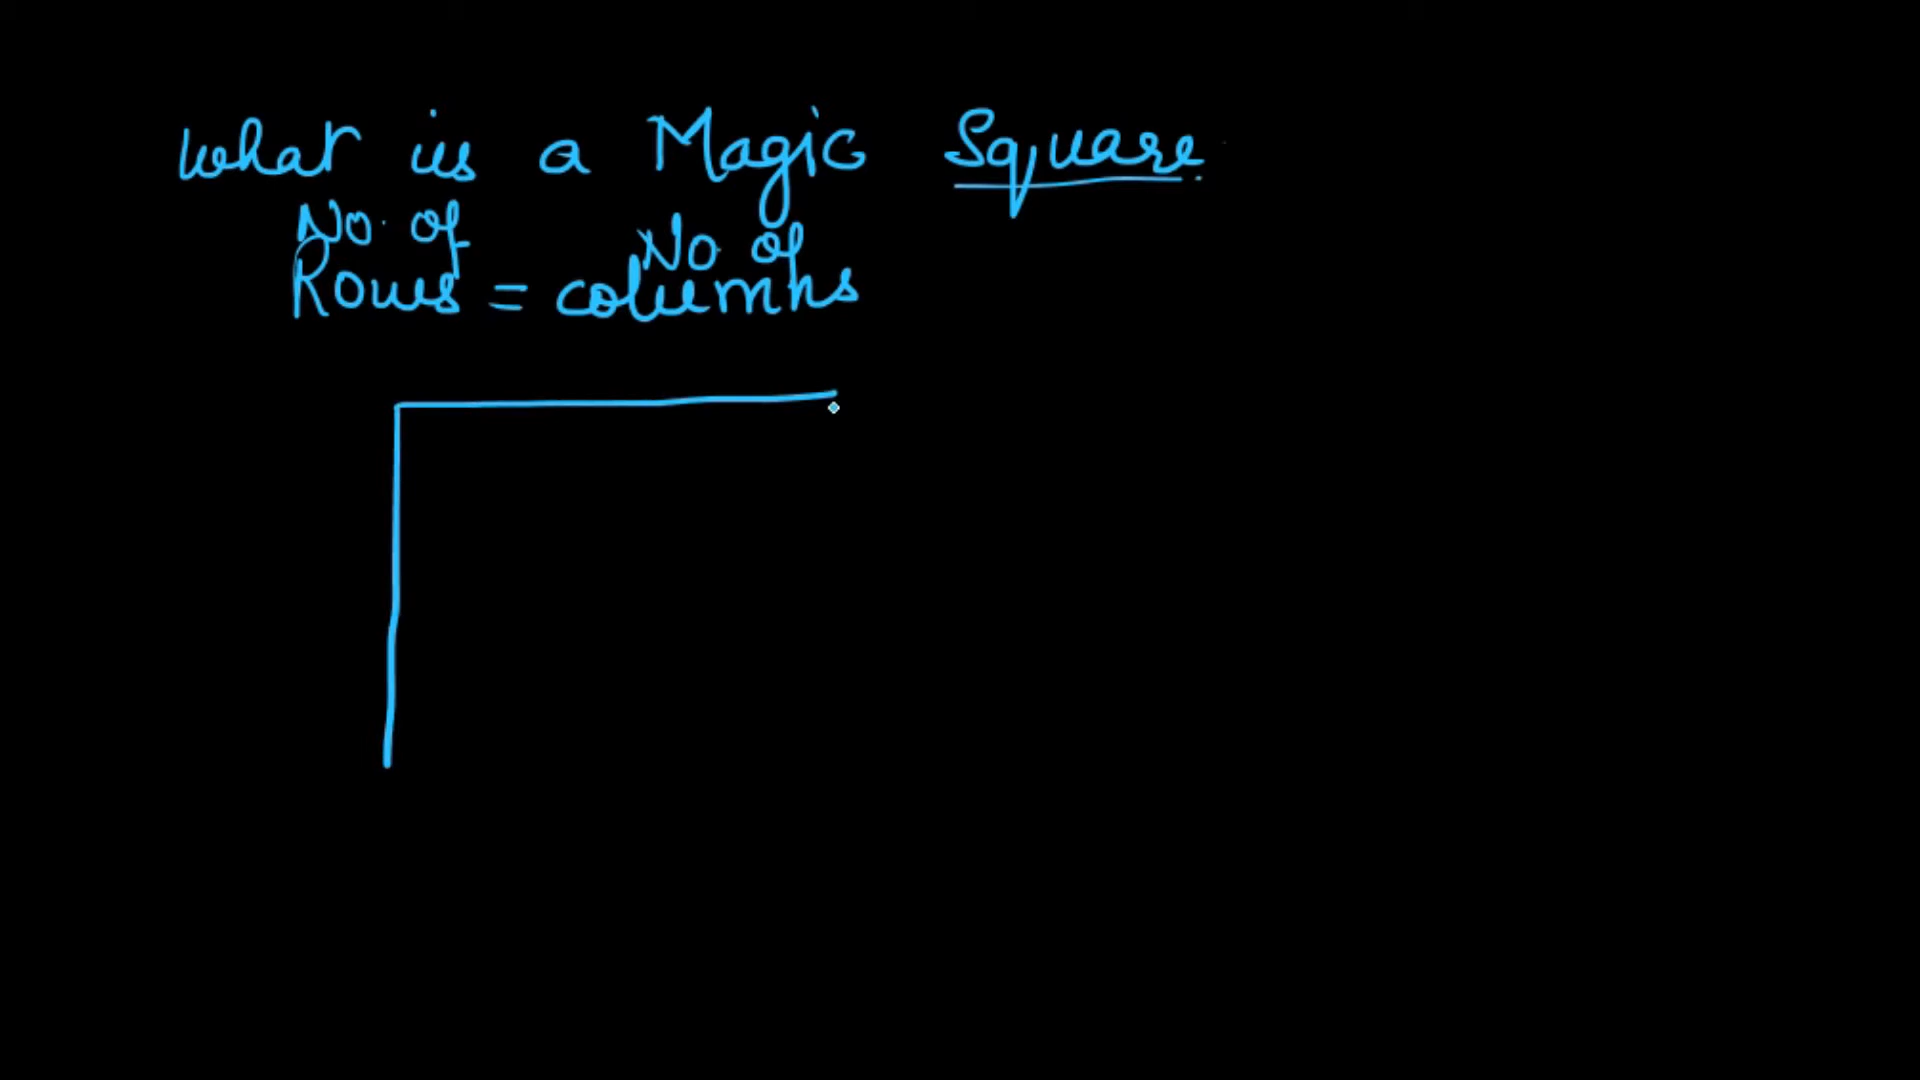 what is a Magic Square
No. of No of
Rows = columns